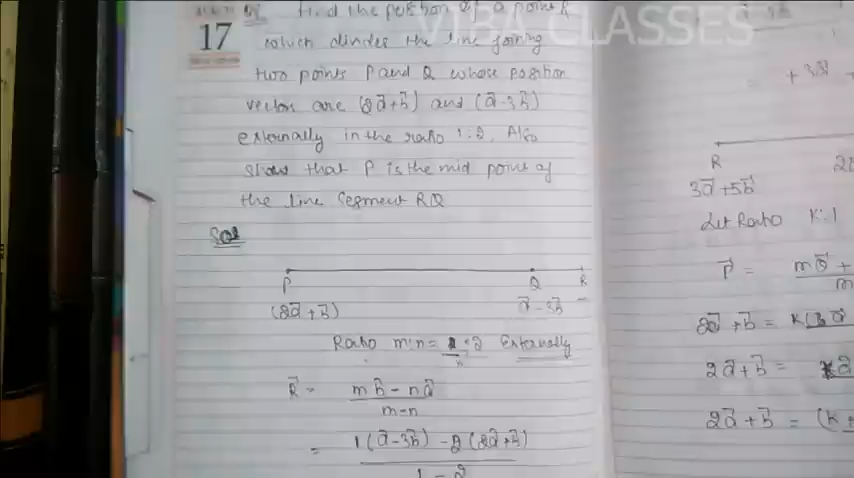 Find the position of a point R
VIBA CLASSES
17
which divides the line joining
two points P and Q whose position
vector are (2a⃗+b⃗) and (a⃗-3b⃗)
externally in the ratio 1:2. Also
show that P is the mid point of
the line segment RQ
Sol
P Q R
(2a⃗+b⃗) a⃗-3b⃗
Ratio m:n = 1:2 Externally
R⃗ = mb⃗ - na⃗
m-n
= 1(a⃗-3b⃗) - 2(2a⃗+b⃗)
1-2
R
3a⃗+5b⃗
Let Ratio K:1
P⃗ =
2a⃗+b⃗ =
2a⃗+b⃗ =
2a⃗+b⃗ =